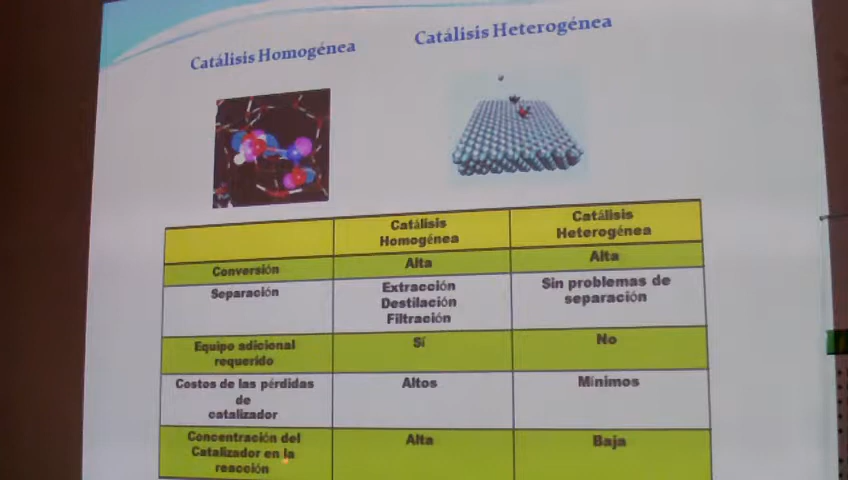 Catálisis Homogénea
Catálisis Heterogénea
Catálisis
Homogénea
Catálisis
Heterogénea
Conversión
Alta
Alta
Separación
Extracción
Destilación
Filtración
Sin problemas de
separación
Equipo adicional
requerido
Sí
No
Costos de las pérdidas
de
catalizador
Altos
Mínimos
Concentración del
Catalizador en la
reacción
Alta
Baja